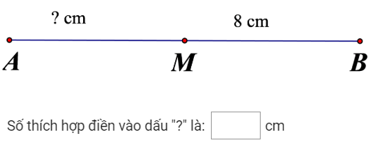 ? cm 8 cm
A M B
Số thích hợp điền vào dấu "?" là: cm